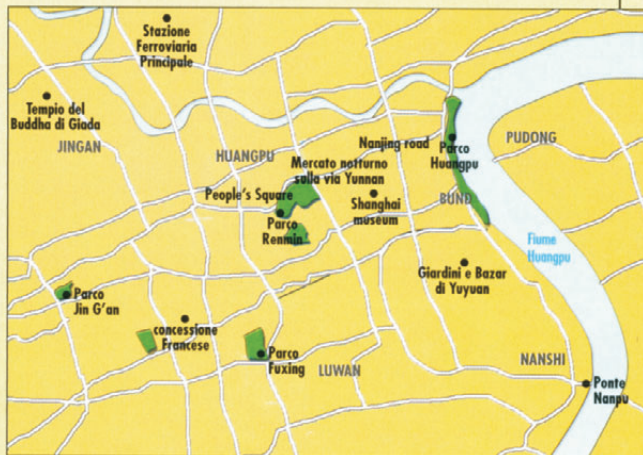 Stazione
Ferroviaria
Principale
Tempio del
Buddha di Giada
JINGAN
HUANGPU
Nanjiag road
Parco
Huangpu
PUDONG
Mercato notturno
sulla via Yunnan
People's Square
Parco
Renmin
Shanghai
museum
BUND
Fiume
Huangpu
Giardini e Bazar
di Yuyuan
Parco
Jin G'an
concessione
Francese
Parco
Fuxing
LUWAN
NANSHI
Ponte
Nanpu